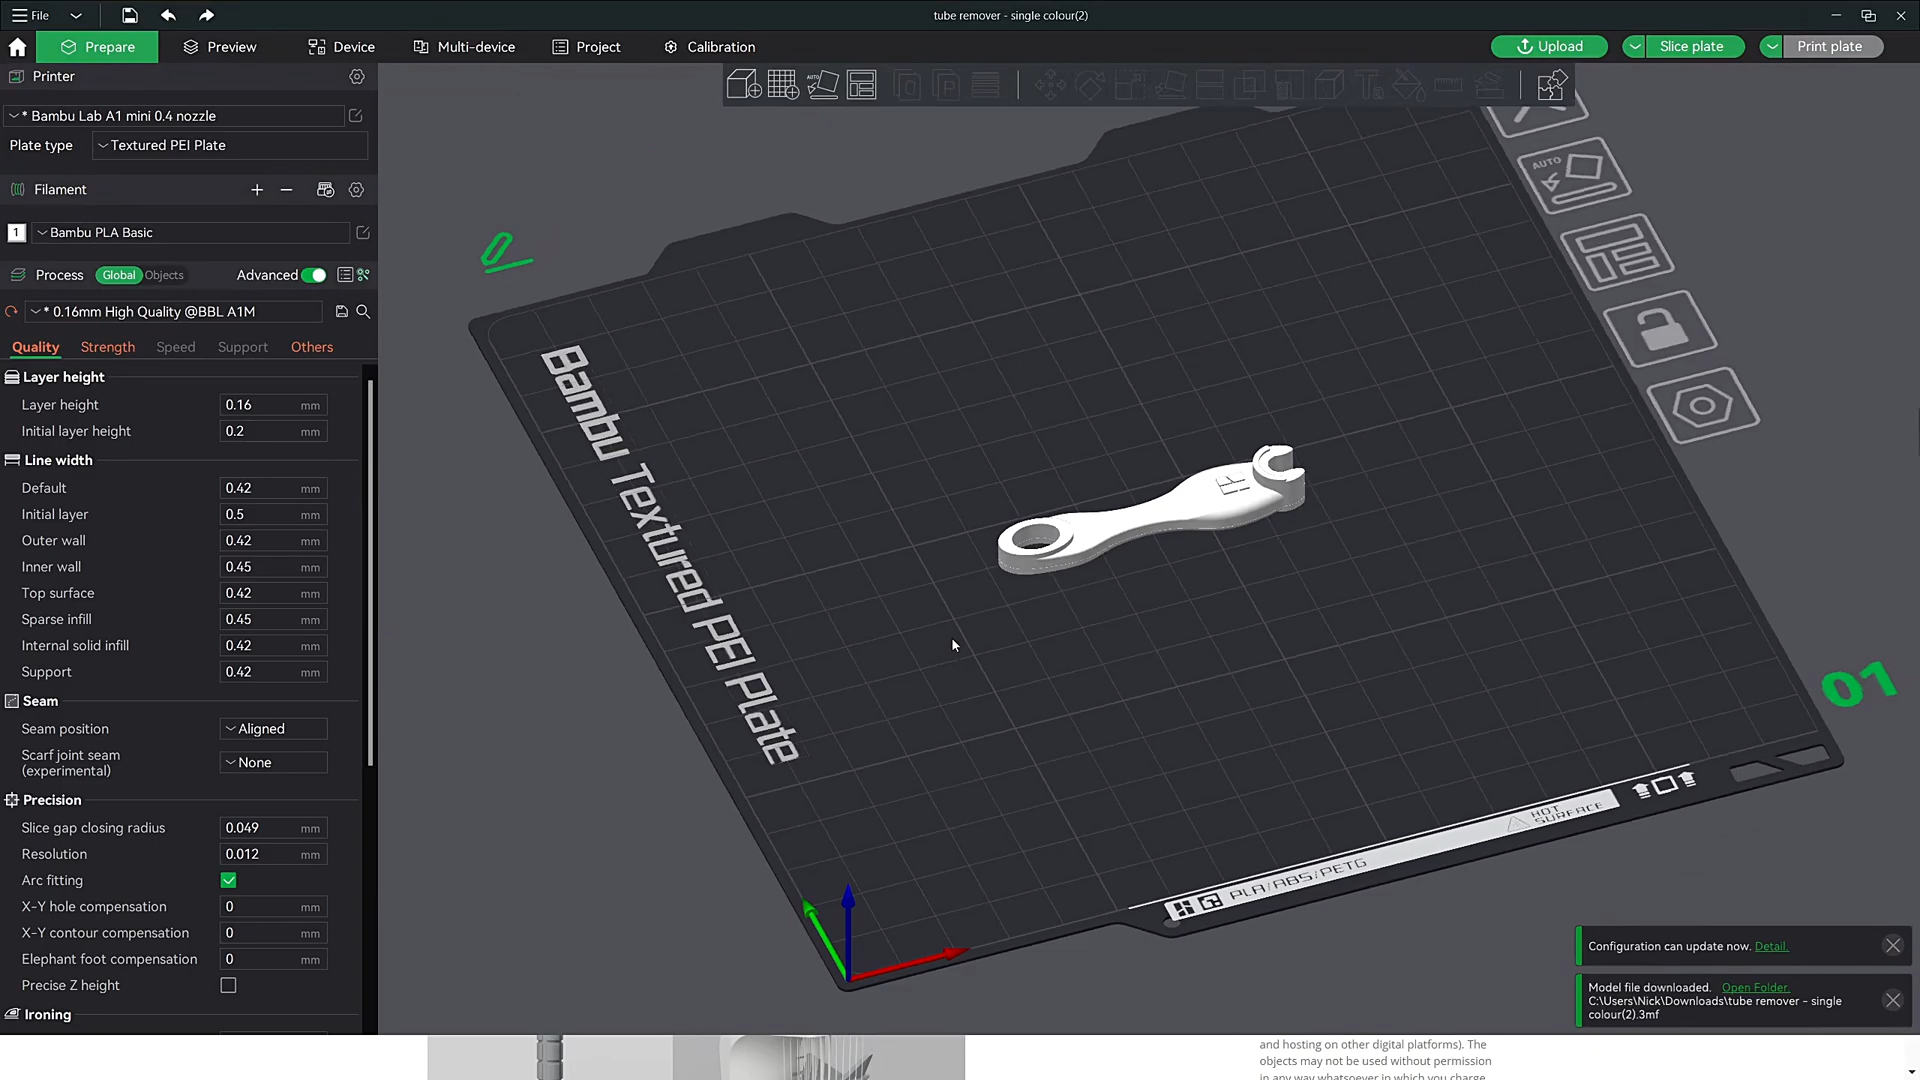 File
tube remover - single colour(2)
Prepare
Preview
Device
Multi-device
Project
Calibration
Upload
Slice plate
Print plate
Printer
* Bambu Lab A1 mini 0.4 nozzle
Plate type
Textured PEI Plate
Filament
1
Bambu PLA Basic
Process
Global
Objects
Advanced
* 0.16mm High Quality @BBL A1M
Quality
Strength
Speed
Support
Others
Layer height
Layer height 0.16 mm
Initial layer height 0.2 mm
Line width
Default 0.42 mm
Initial layer 0.5 mm
Outer wall 0.42 mm
Inner wall 0.45 mm
Top surface 0.42 mm
Sparse infill 0.45 mm
Internal solid infill 0.42 mm
Support 0.42 mm
Seam
Seam position Aligned
Scarf joint seam
(experimental)
None
Precision
Slice gap closing radius 0.049 mm
Resolution 0.012 mm
Arc fitting
X-Y hole compensation 0 mm
X-Y contour compensation 0 mm
Elephant foot compensation 0 mm
Precise Z height
Ironing
AUTO
AUTO
Bambu Textured PEI Plate
01
HOT
SURFACE
PLA/ABS/PETG
Configuration can update now. Detail.
Model file downloaded. Open Folder.
C:\Users\Nick\Downloads\tube remover - single
colour(2).3mf
and hosting on other digital platforms). The
objects may not be used without permission
in any way whatsoever in which you charge